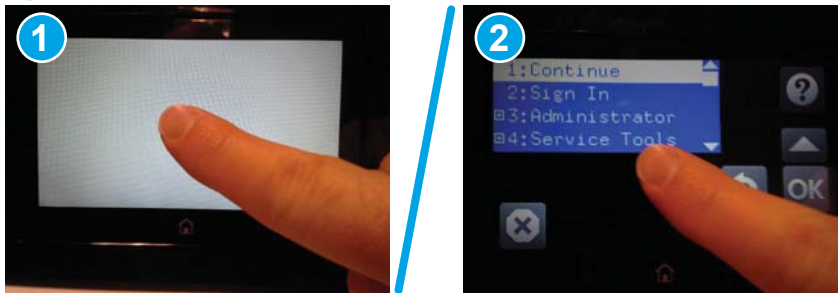 1
2
1:Continue
2:Sign In
3:Administrator
4:Service Tools
?
OK